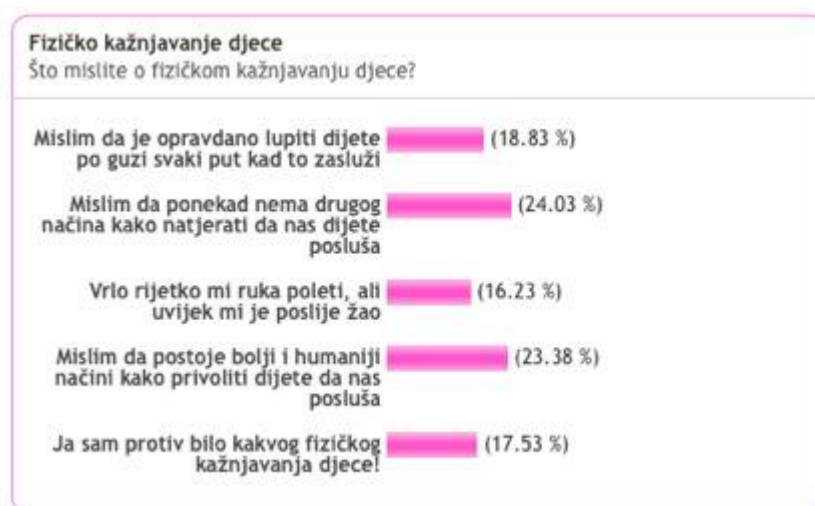 Fizičko kažnjavanje djece
Što mislite o fizičkom kažnjavanju djece?
Mislim da je opravdano lupiti dijete
po guzi svaki put kad to zasluži
(18.83 %)
Mislim da ponekad nema drugog
načina kako natjerati da nas dijete
posluša
(24.03 %)
Vrlo rijetko mi ruka poleti, ali
uvijek mi je poslije žao
(16.23 %)
Mislim da postoje bolji i humaniji
načini kako privoliti dijete da nas
posluša
(23.38 %)
Ja sam protiv bilo kakvog fizičkog
kažnjavanja djece!
(17.53 %)